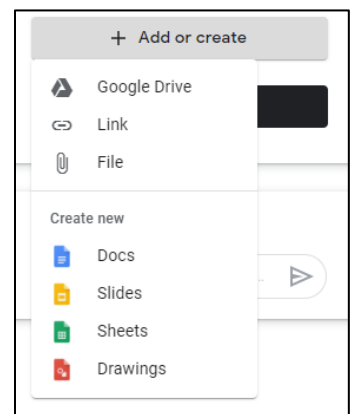 + Add or create
Google Drive
Link
File
Create new
Docs
Slides
Sheets
Drawings